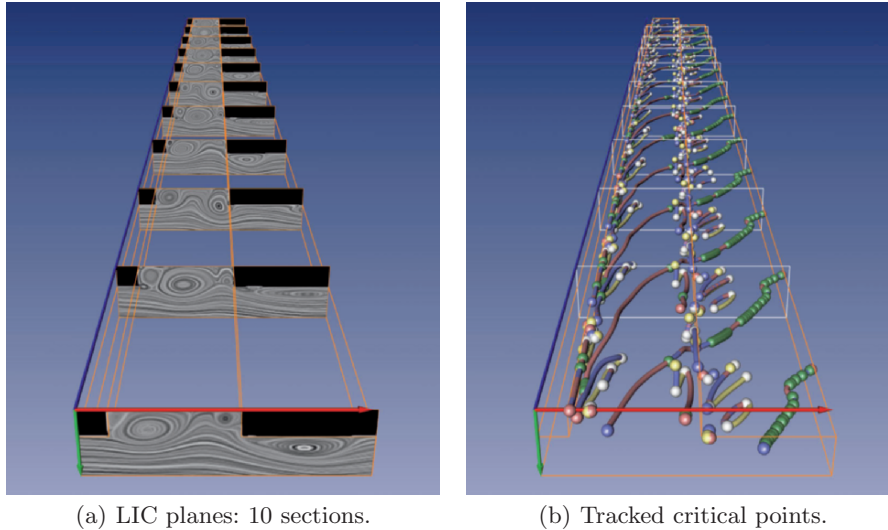 (a) LIC planes: 10 sections.
(b) Tracked critical points.